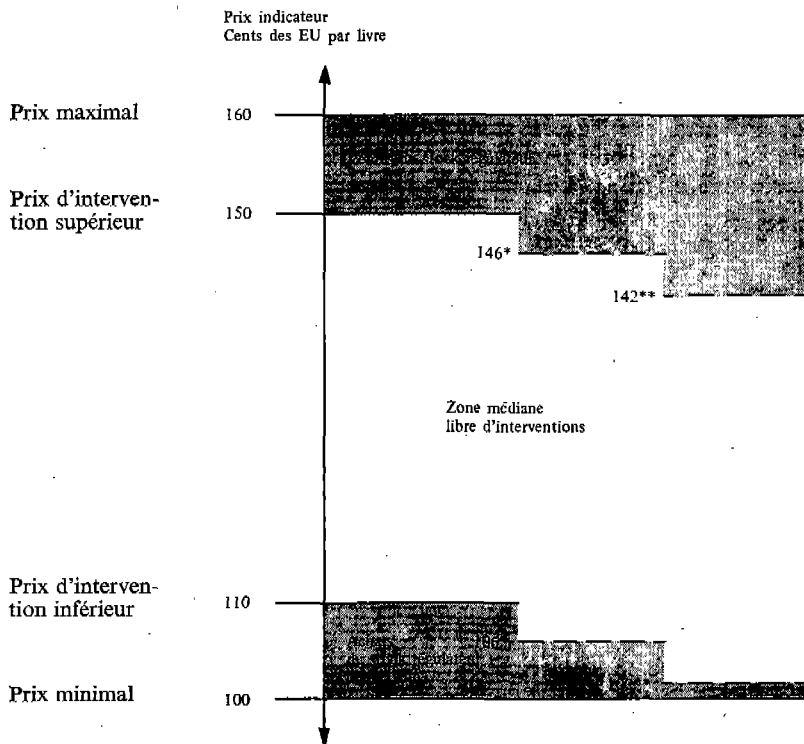 Prix indicateur
Cents des EU par livre
Prix maximal
160
Prix d'interven-
tion supérieur
150
146*
142**
Zone médiane
libre d'interventions
Prix d'interven-
tion inférieur
110
Prix minimal
100